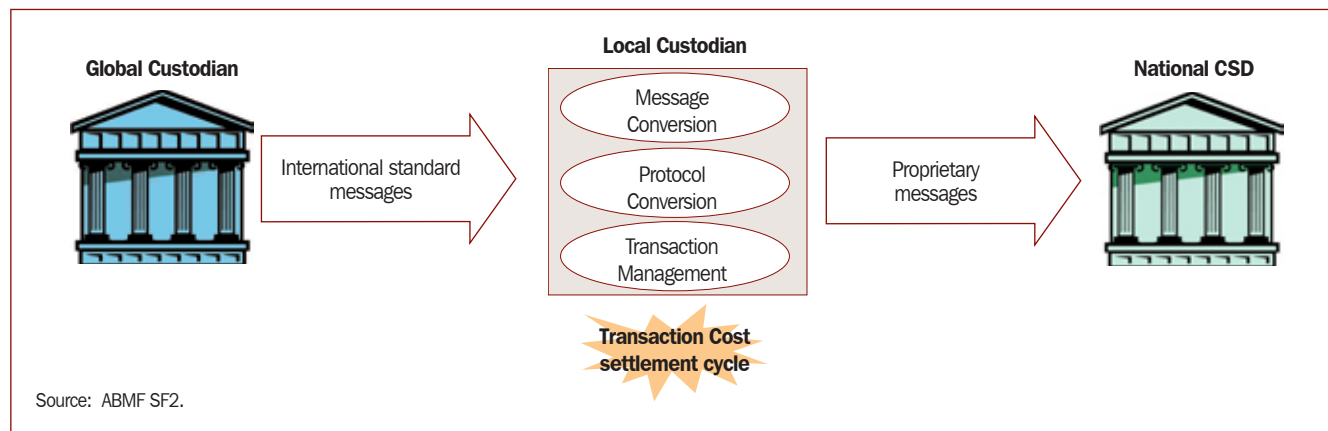 Global Custodian
International standard
messages
Local Custodian
Message
Conversion
Protocol
Conversion
Transaction
Management
Transaction Cost
settlement cycle
Proprietary
messages
National CSD
Source: ABMF SF2.